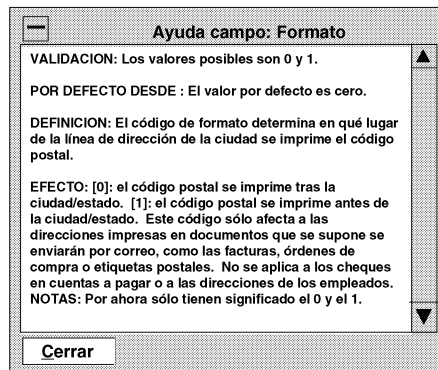 Ayuda campo: Formato
VALIDACION: Los valores posibles son 0 y 1.
POR DEFECTO DESDE : El valor por defecto es cero.
DEFINICION: El código de formato determina en qué lugar
de la línea de dirección de la ciudad se imprime el código
postal.
EFECTO: [0]: el código postal se imprime tras la
ciudad/estado. [1]: el código postal se imprime antes de
la ciudad/estado. Este código sólo afecta a las
direcciones impresas en documentos que se supone se
enviarán por correo, como las facturas, órdenes de
compra o etiquetas postales. No se aplica a los cheques
en cuentas a pagar o a las direcciones de los empleados.
NOTAS: Por ahora sólo tienen significado el 0 y el 1.
Cerrar